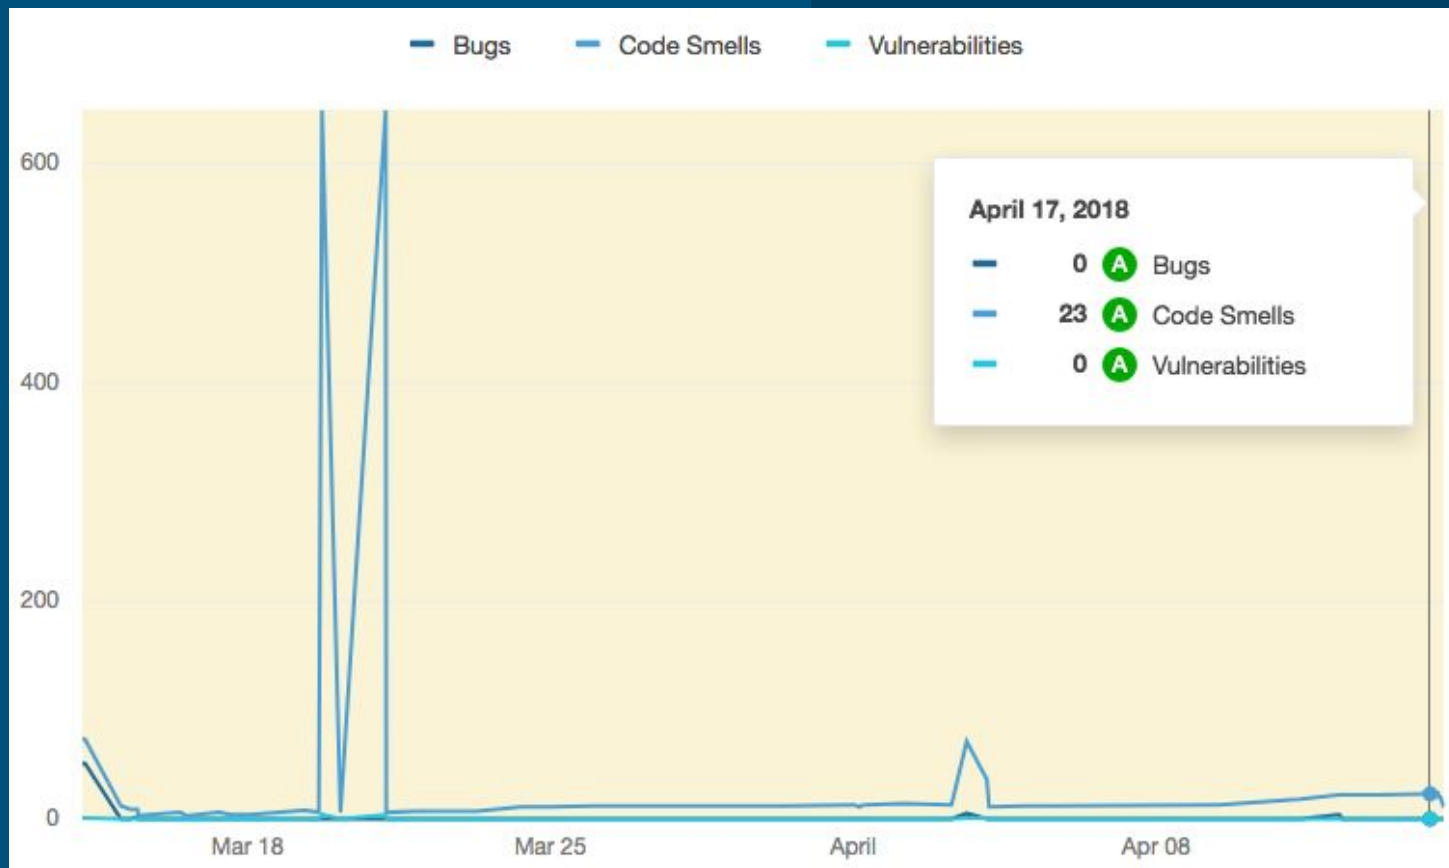 Bugs Code Smells Vulnerabilities
600
April 17, 2018
0 A Bugs
23 A Code Smells
0 A Vulnerabilities
400
200
0
Mar 18 Mar 25 April Apr 08